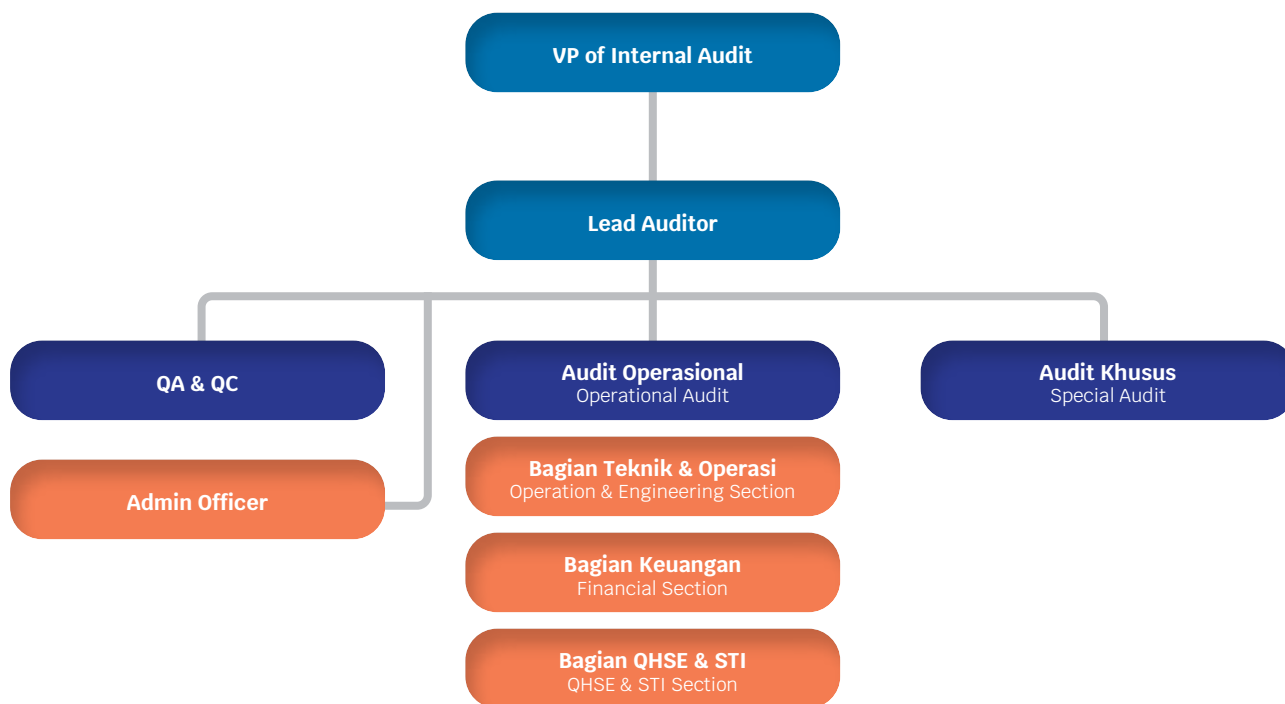 VP of Internal Audit
Lead Auditor
QA & QC
Audit Operasional
Operational Audit
Audit Khusus
Special Audit
Admin Officer
Bagian Teknik & Operasi
Operation & Engineering Section
Bagian Keuangan
Financial Section
Bagian QHSE & STI
QHSE & STI Section